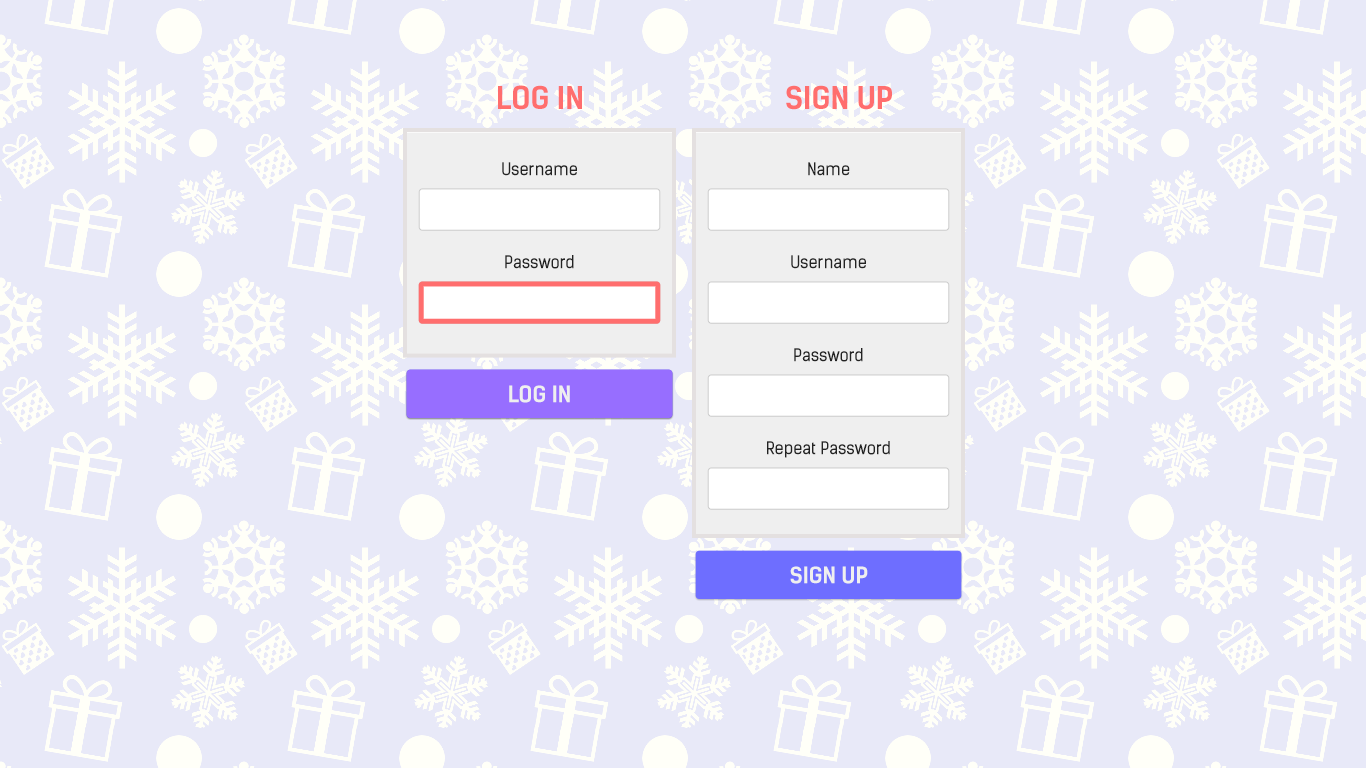 LOG IN
Username
Password
LOG IN
SIGN UP
Name
Username
Password
Repeat Password
SIGN UP